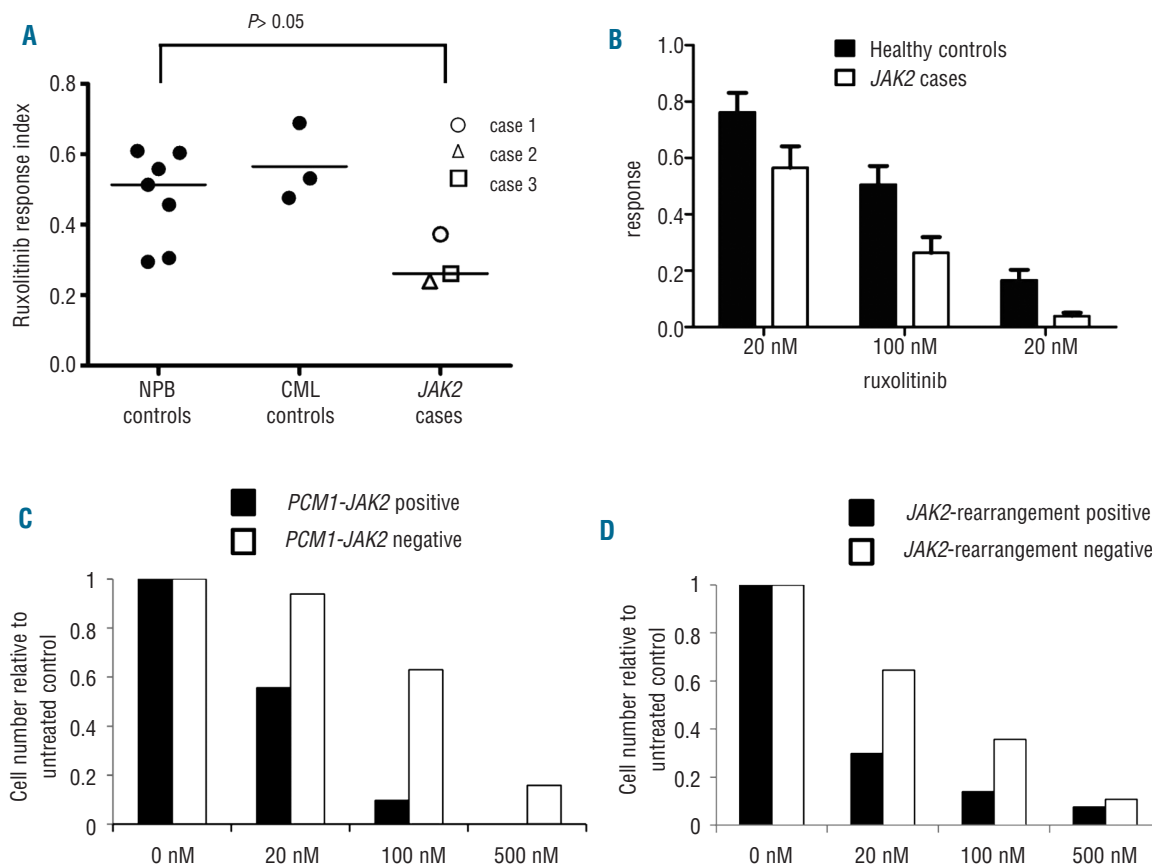 A
P> 0.05
Ruxolitinib response index
0.8
0.6
0.4
0.2
0.0
case 1
case 2
case 3
NPB controls
CML controls
JAK2 cases
B
Healthy controls
JAK2 cases
response
1.0
0.8
0.6
0.4
0.2
0.0
20 nM
100 nM
20 nM
ruxolitinib
C
PCM1-JAK2 positive
PCM1-JAK2 negative
Cell number relative to
untreated control
1
0.8
0.6
0.4
0.2
0
0 nM
20 nM
100 nM
500 nM
D
JAK2-rearrangement positive
JAK2-rearrangement negative
Cell number relative to
untreated control
1
0.8
0.6
0.4
0.2
0
0 nM
20 nM
100 nM
500 nM